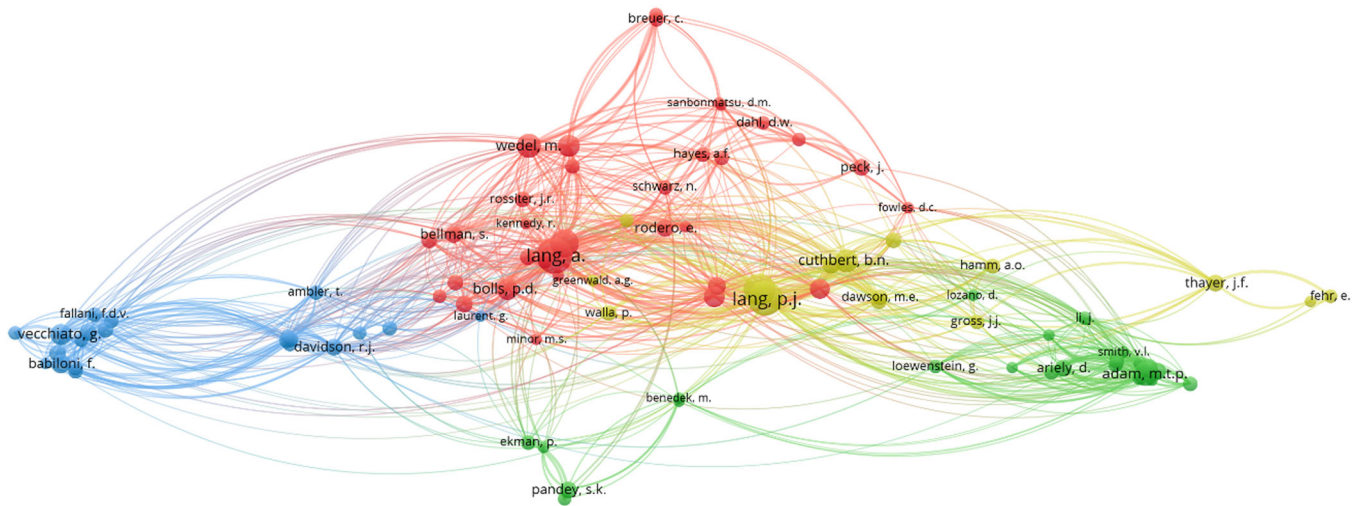 breuer, c.
sanbonmatsu, d.m.
dahl, d.w.
wedel, m.
hayes, a.f.
peck, j.
schwarz, n.
rossiter, j.r.
fowles, d.c.
kennedy, r.
rodero, e.
bellman, s.
lang, a.
cuthbert, b.n.
hamm, a.o.
greenwald, a.g.
thayer, j.f.
bolls, p.d.
ambler, t.
lang, p.j.
dawson, m.e.
lozano, d.
fehr, e.
fallani, f.d.v.
laurent. g.
walla, p.
gross, j.j.
li, j.
vecchiato, g.
minor, m.s.
davidson, r.j.
smith, v.l.
babiloni, f.
loewenstein, g.
ariely, d.
adam, m.t.p.
benedek, m.
ekman, p.
pandey, s.k.